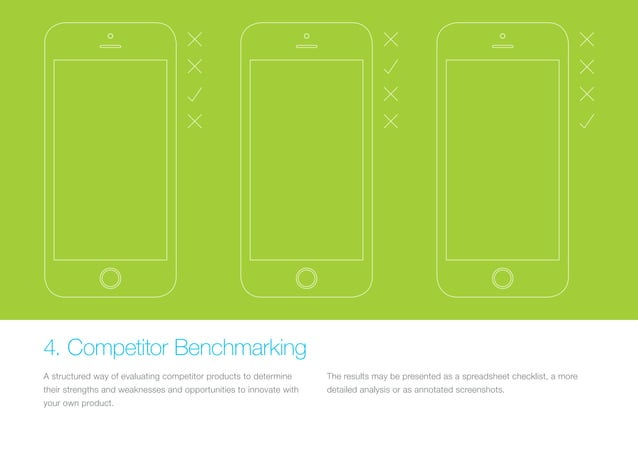 4. Competitor Benchmarking
A structured way of evaluating competitor products to determine
their strengths and weaknesses and opportunities to innovate with
your own product.
The results may be presented as a spreadsheet checklist, a more
detailed analysis or as annotated screenshots.